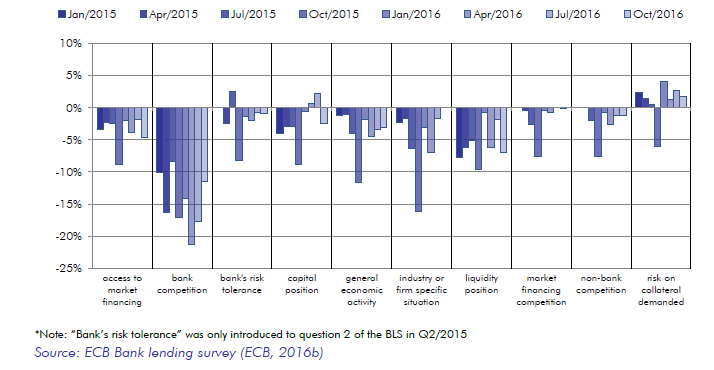 Jan/2015 Apr/2015 Jul/2015 Oct/2015 Jan/2016 Apr/2016 Jul/2016 Oct/2016
10%
5%
0%
-5%
-10%
-15%
-20%
-25%
access to
market
financing
bank
competition
bank's risk
tolerance
capital
position
general
economic
activity
industry or
firm specific
situation
liquidity
position
market
financing
competition
non-bank
competition
risk on
collateral
demanded
*Note: “Bank’s risk tolerance” was only introduced to question 2 of the BLS in Q2/2015
Source: ECB Bank lending survey (ECB, 2016b)